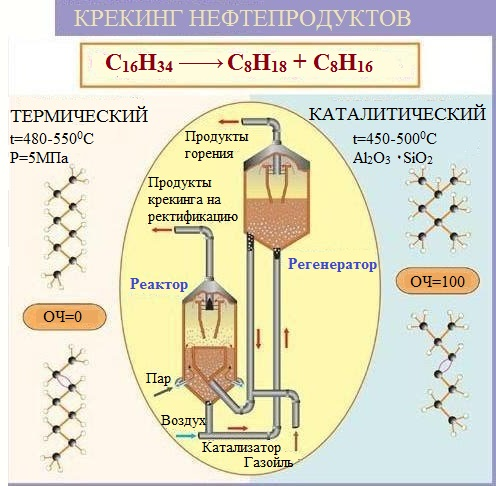 КРЕКИНГ НЕФТЕПРОДУКТОВ
C₁₆H₃₄ ⟶ C₈H₁₈ + C₈H₁₆
ТЕРМИЧЕСКИЙ
t=480-550⁰C
P=5МПа
ОЧ=0
КАТАЛИТИЧЕСКИЙ
t=450-500⁰C
Al2O3 · SiO2
ОЧ=100
Продукты
горения
Продукты
крекинга на
ректификацию
Регенератор
Реактор
Пар
Воздух
Катализатор
Газойль